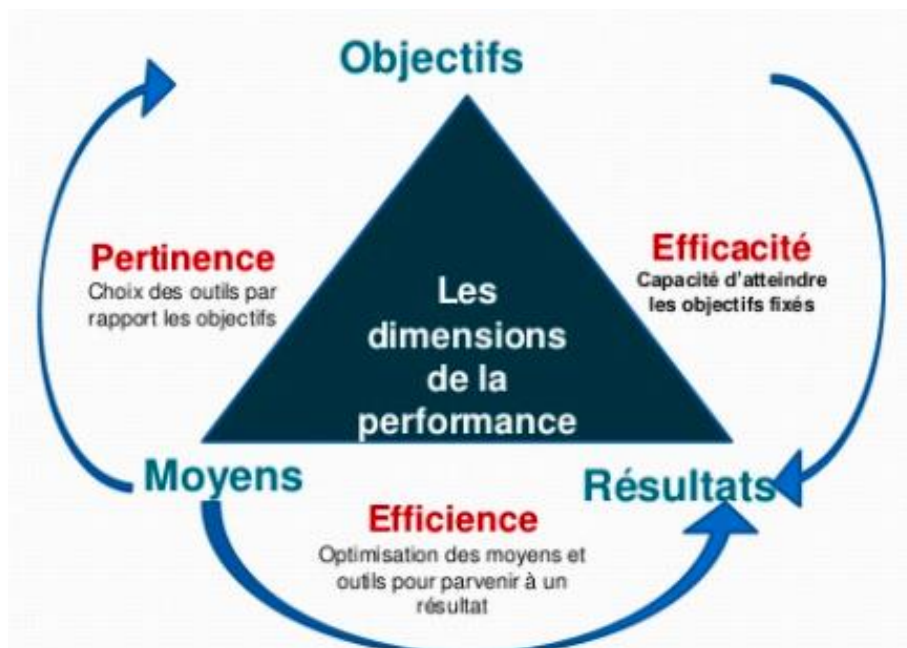 Objectifs
Pertinence
Choix des outils par
rapport les objectifs
Efficacité
Capacité d'atteindre
les objectifs fixés
Les
dimensions
de la
performance
Moyens
Résultats
Efficience
Optimisation des moyens et
outils pour parvenir à un
résultat